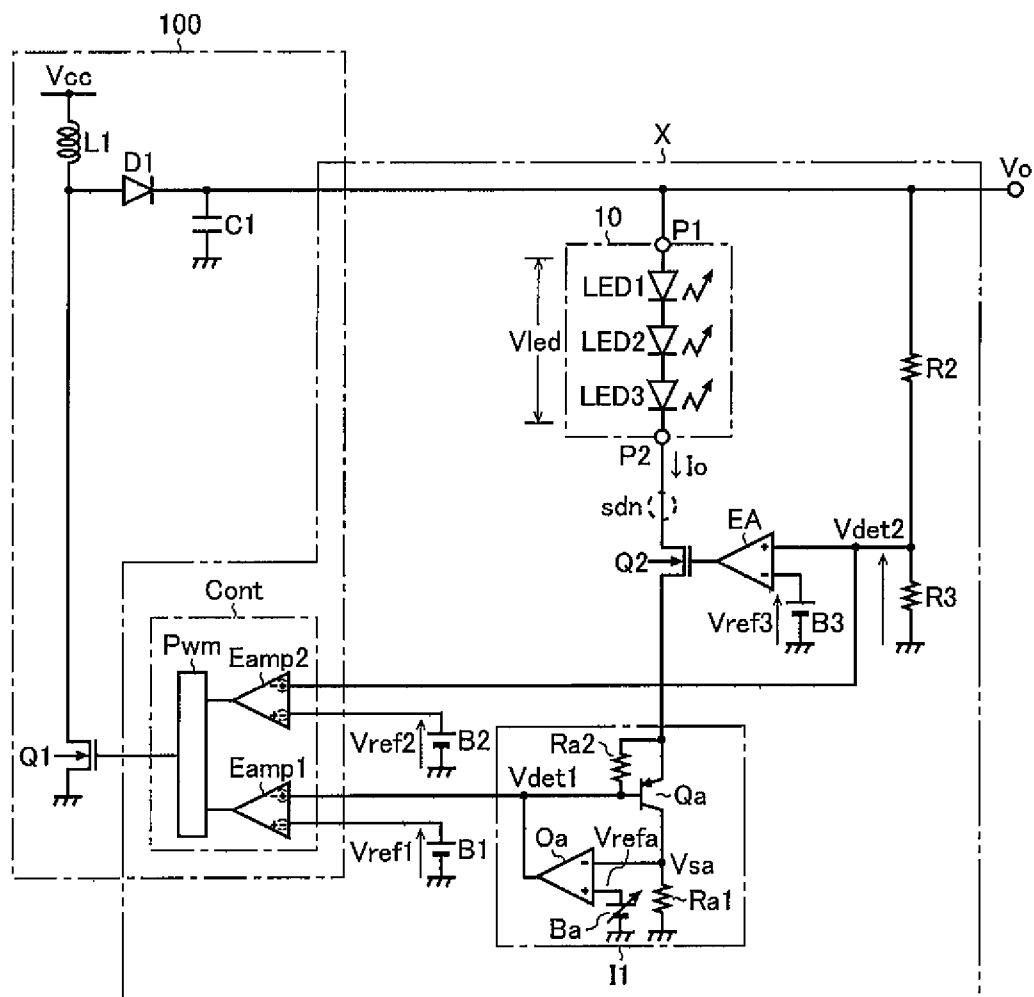 100
Vcc
L1
D1
X
Vo
C1
10
P1
LED1
Vled
LED2
LED3
R2
P2
Io
sdn
EA
Vdet2
Q2
+
-
R3
Cont
Vref3
B3
Pwm
Eamp2
Vref2
B2
Ra2
Q1
Eamp1
Vdet1
Qa
Vref1
B1
Oa
Vrefa
Vsa
-
+
Ra1
Ba
I1